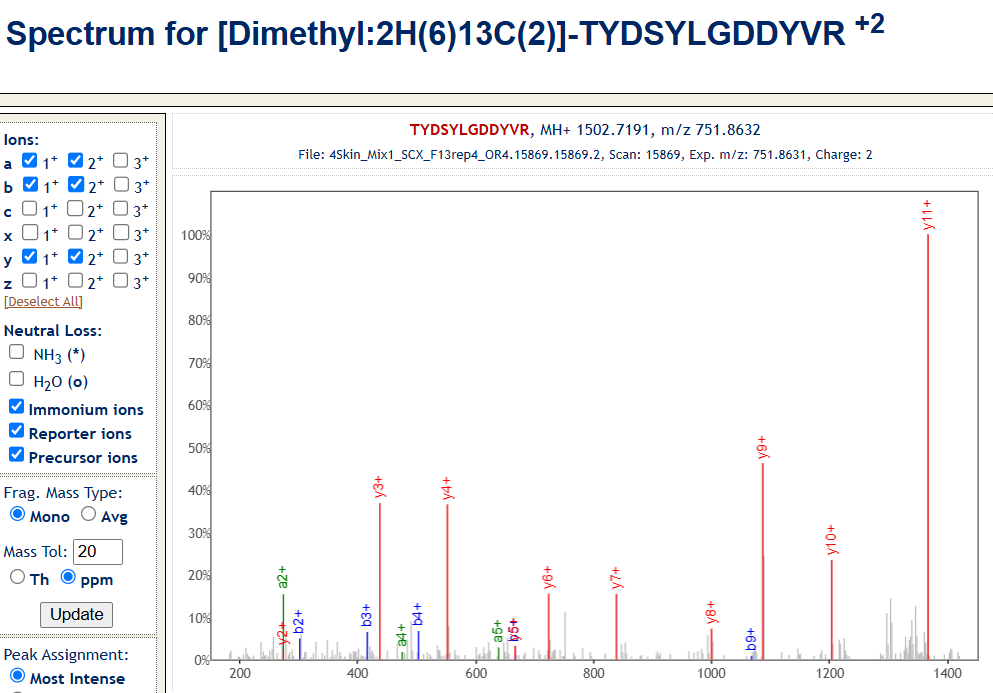 Spectrum for [Dimethyl:2H(6)13C(2)]-TYDSYLGDDYVR +2
Ions:
a 1+ 2+ 3+
b 1+ 2+ 3+
c 1+ 2+ 3+
x 1+ 2+ 3+
y 1+ 2+ 3+
z 1+ 2+ 3+
[Deselect All]
Neutral Loss:
NH3 (*)
H2O (o)
Immonium ions
Reporter ions
Precursor ions
Frag. Mass Type:
Mono Avg
Mass Tol: 20
Th ppm
Update
Peak Assignment:
Most Intense
TYDSYLGDDYVR, MH+ 1502.7191, m/z 751.8632
File: 4Skin_Mix1_SCX_F13rep4_OR4.15869.15869.2, Scan: 15869, Exp. m/z: 751.8631, Charge: 2
100%
90%
80%
70%
60%
50%
40%
30%
20%
10%
0%
a2+
y2+
b2+
b3+
y3+
a4+
b4+
y4+
a5+
b5+
y5+
y6+
y7+
y8+
b9+
y9+
y10+
y11+
200 400 600 800 1000 1200 1400